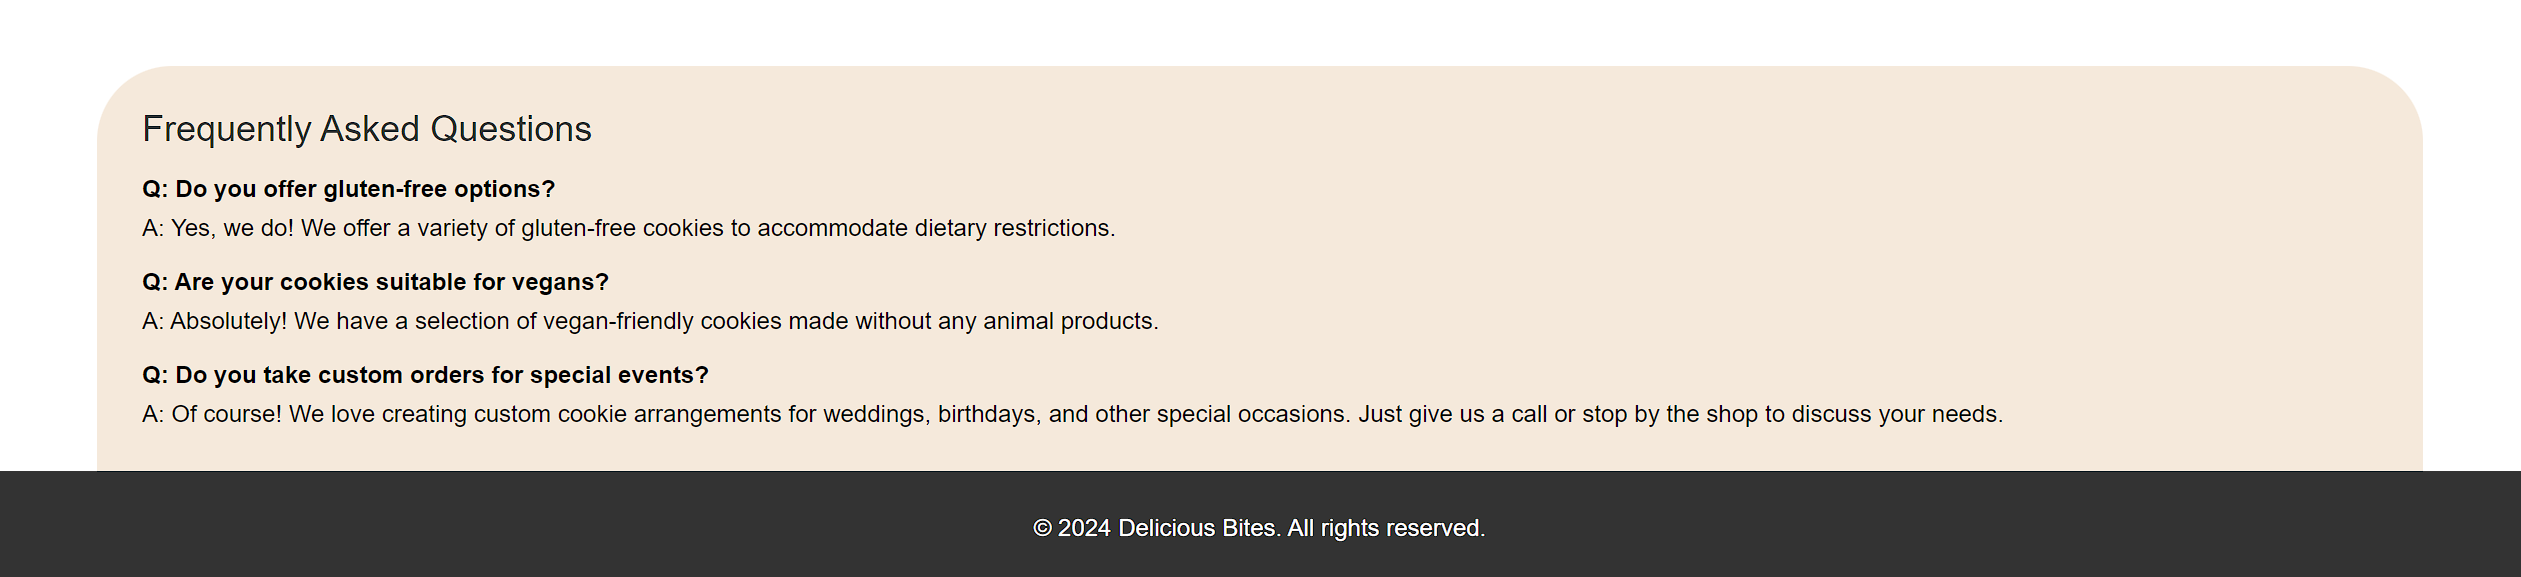 Frequently Asked Questions
Q: Do you offer gluten-free options?
A: Yes, we do! We offer a variety of gluten-free cookies to accommodate dietary restrictions.
Q: Are your cookies suitable for vegans?
A: Absolutely! We have a selection of vegan-friendly cookies made without any animal products.
Q: Do you take custom orders for special events?
A: Of course! We love creating custom cookie arrangements for weddings, birthdays, and other special occasions. Just give us a call or stop by the shop to discuss your needs.
© 2024 Delicious Bites. All rights reserved.